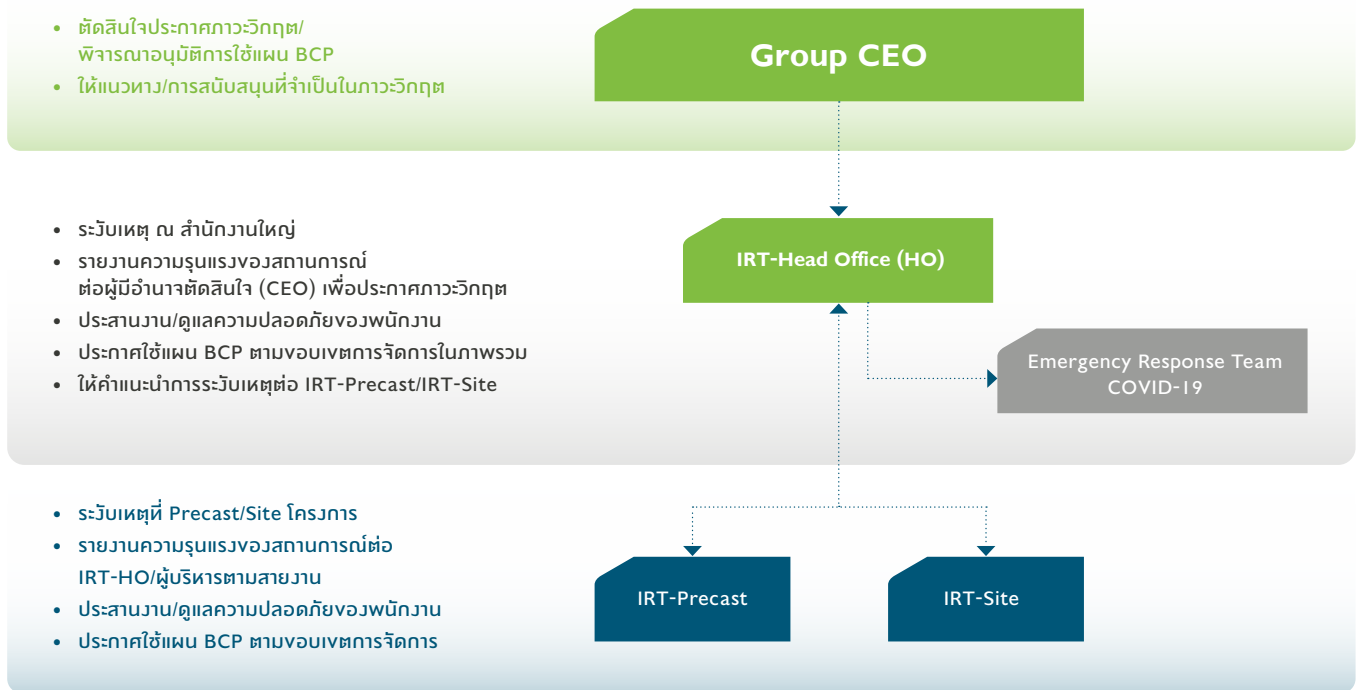 • ตัดสินใจประกาศภาวะวิกฤต/
พิจารณาอนุมัติการใช้แผน BCP
• ให้แนวทาง/การสนับสนุนที่จำเป็นในภาวะวิกฤต
Group CEO
• ระงับเหตุ ณ สำนักงานใหญ่
• รายงานความรุนแรงของสถานการณ์
ต่อผู้มีอำนาจตัดสินใจ (CEO) เพื่อประกาศภาวะวิกฤต
• ประสานงาน/ดูแลความปลอดภัยของพนักงาน
• ประกาศใช้แผน BCP ตามขอบเขตการจัดการในภาพรวม
• ให้คำแนะนำการระงับเหตุต่อ IRT-Precast/IRT-Site
IRT-Head Office (HO)
Emergency Response Team
COVID-19
• ระงับเหตุที่ Precast/Site โครงการ
• รายงานความรุนแรงของสถานการณ์ต่อ
IRT-HO/ผู้บริหารตามสายงาน
• ประสานงาน/ดูแลความปลอดภัยของพนักงาน
• ประกาศใช้แผน BCP ตามขอบเขตการจัดการ
IRT-Precast
IRT-Site